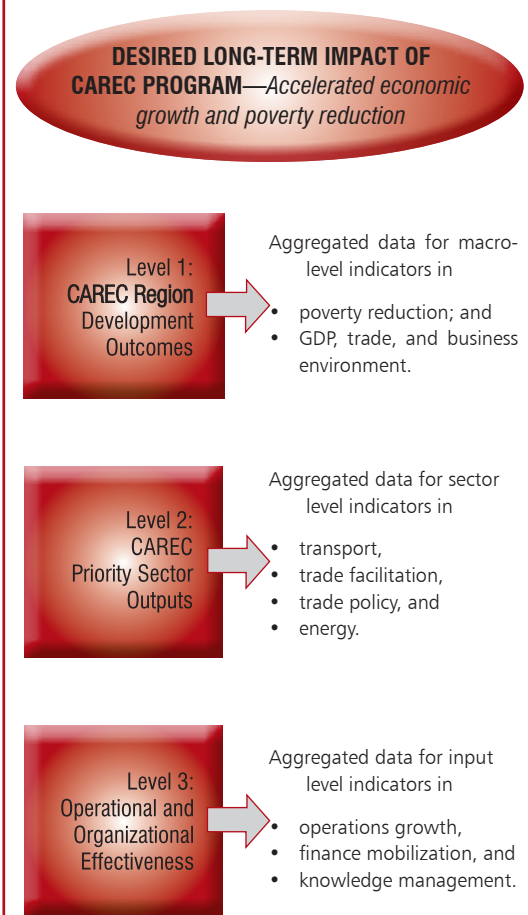 DESIRED LONG-TERM IMPACT OF
CAREC PROGRAM—Accelerated economic
growth and poverty reduction
Level 1:
CAREC Region
Development
Outcomes
Aggregated data for macro-
level indicators in
• poverty reduction; and
• GDP, trade, and business
environment.
Level 2:
CAREC
Priority Sector
Outputs
Aggregated data for sector
level indicators in
• transport,
• trade facilitation,
• trade policy, and
• energy.
Level 3:
Operational and
Organizational
Effectiveness
Aggregated data for input
level indicators in
• operations growth,
• finance mobilization, and
• knowledge management.